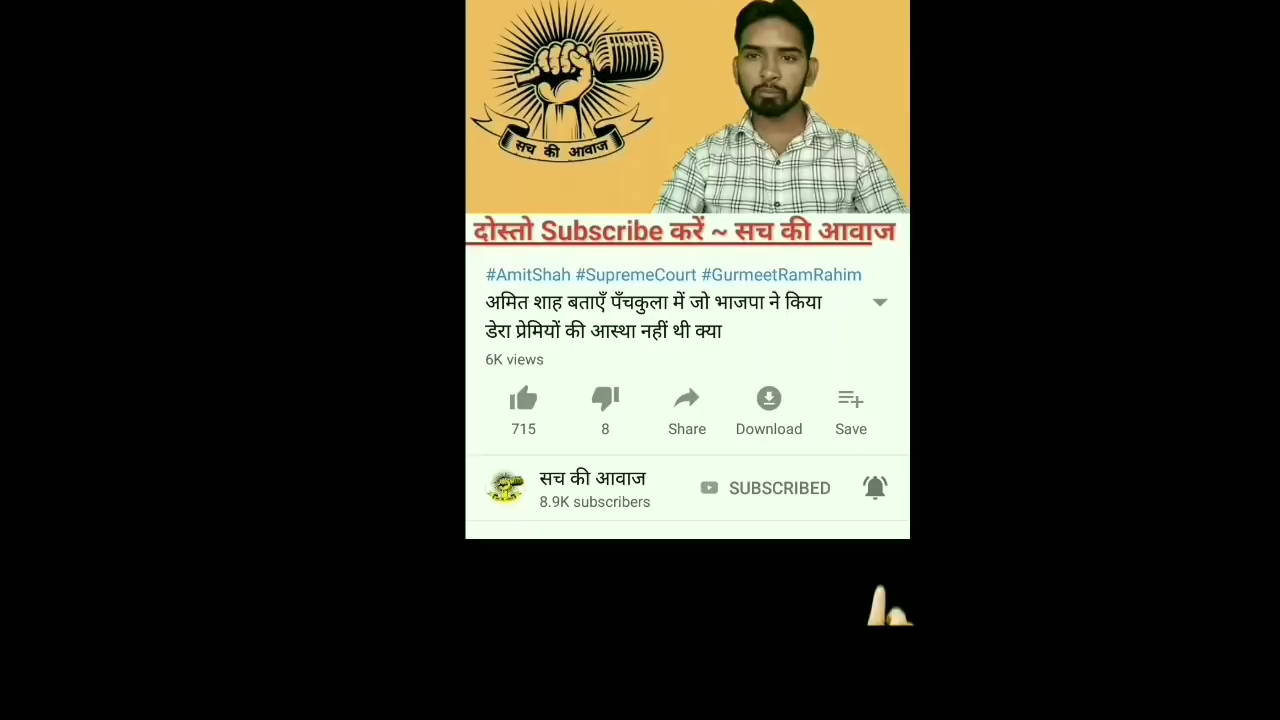 सच की आवाज
दोस्तो Subscribe करें ~ सच की आवाज
#AmitShah #SupremeCourt #GurmeetRamRahim
अमित शाह बताएँ पँचकुला में जो भाजपा ने किया
डेरा प्रेमियों की आस्था नहीं थी क्या
6K views
715 8 Share Download Save
सच की आवाज
8.9K subscribers
SUBSCRIBED